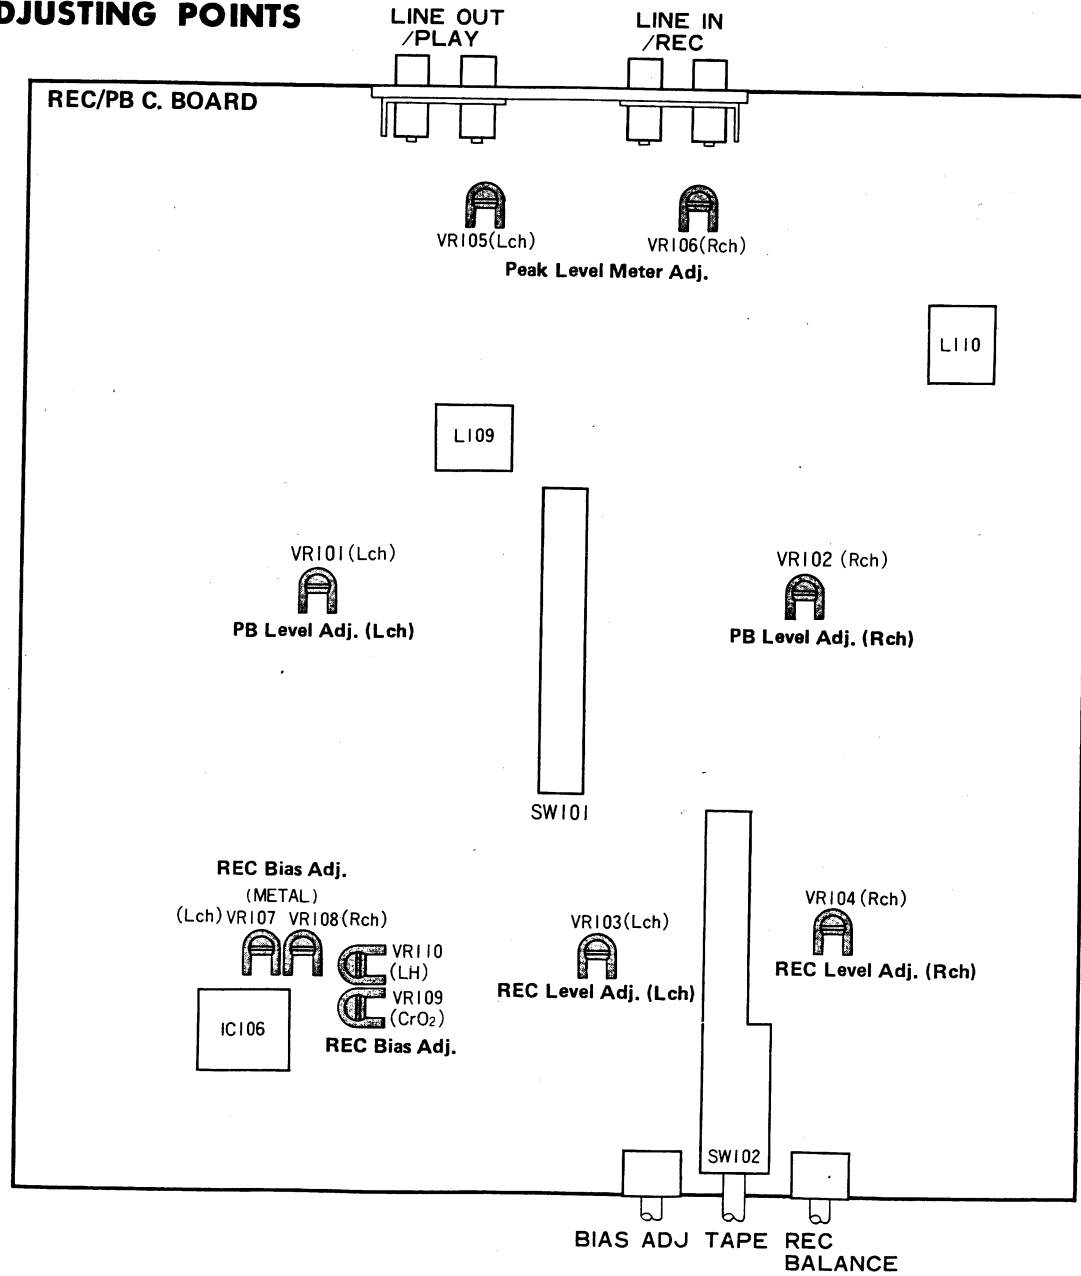 DJUSTING POINTS
LINE OUT
/PLAY
LINE IN
/REC
REC/PB C. BOARD
VR105(Lch)
VR106(Rch)
Peak Level Meter Adj.
L110
L109
VR101(Lch)
PB Level Adj. (Lch)
VR102 (Rch)
PB Level Adj. (Rch)
SW101
REC Bias Adj.
(METAL)
(Lch) VR107 VR108(Rch)
VR110
(LH)
VR109
(CrO₂)
REC Bias Adj.
IC106
VR103(Lch)
REC Level Adj. (Lch)
VR104 (Rch)
REC Level Adj. (Rch)
SW102
BIAS ADJ TAPE REC
BALANCE